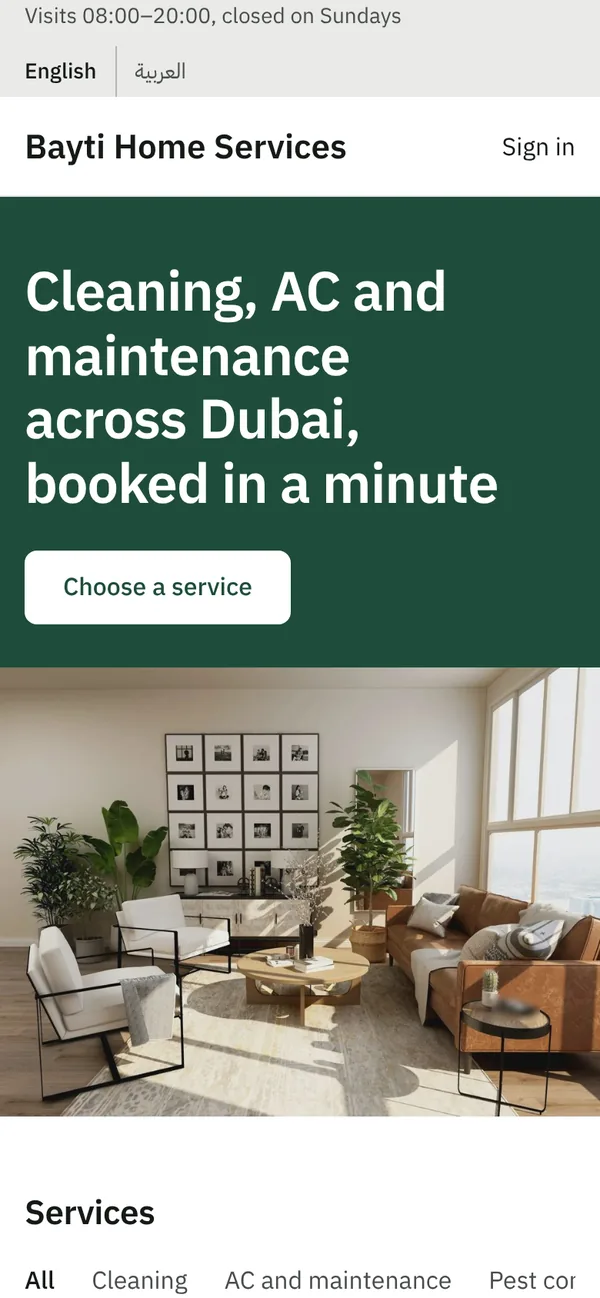 Visits 08:00–20:00, closed on Sundays
English
العربية
Bayti Home Services
Sign in
Cleaning, AC and
maintenance
across Dubai,
booked in a minute
Choose a service
Services
All
Cleaning
AC and maintenance
Pest